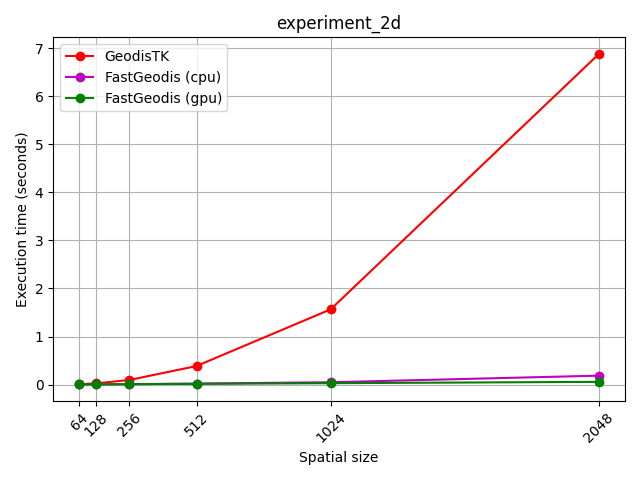 experiment_2d
GeodisTK
FastGeodis (cpu)
FastGeodis (gpu)
Execution time (seconds)
7
6
5
4
3
2
1
0
64
128
256
512
1024
2048
Spatial size